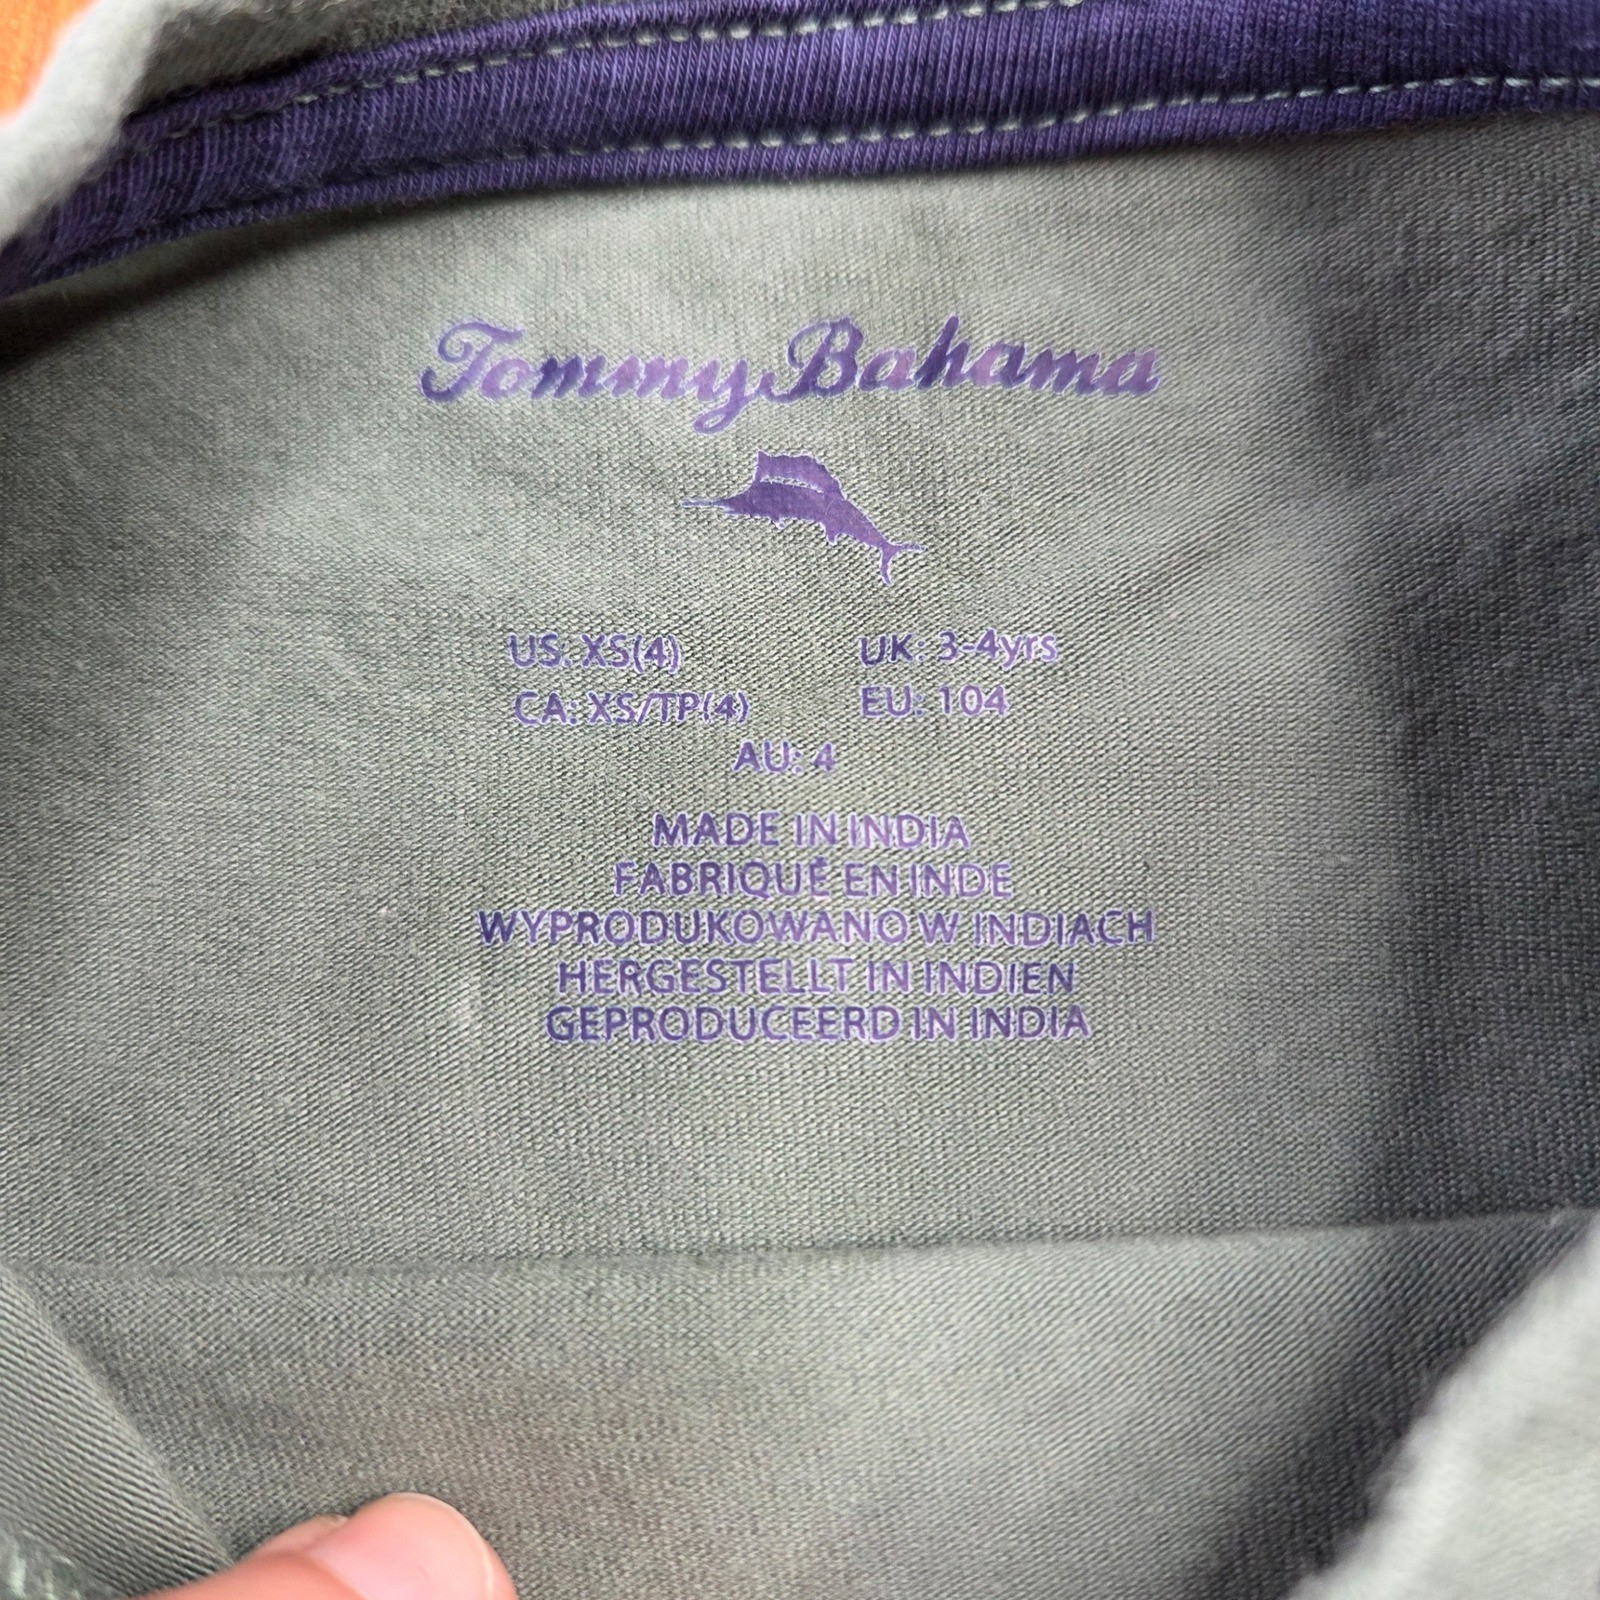 Tommy Bahama
US: XS(4) UK: 3-4yrs
CA: XS/TP(4) EU: 104
AU: 4
MADE IN INDIA
FABRIQUÉ EN INDE
WYPRODUKOWANO W INDIACH
HERGESTELLT IN INDIEN
GEPRODUCEERD IN INDIA